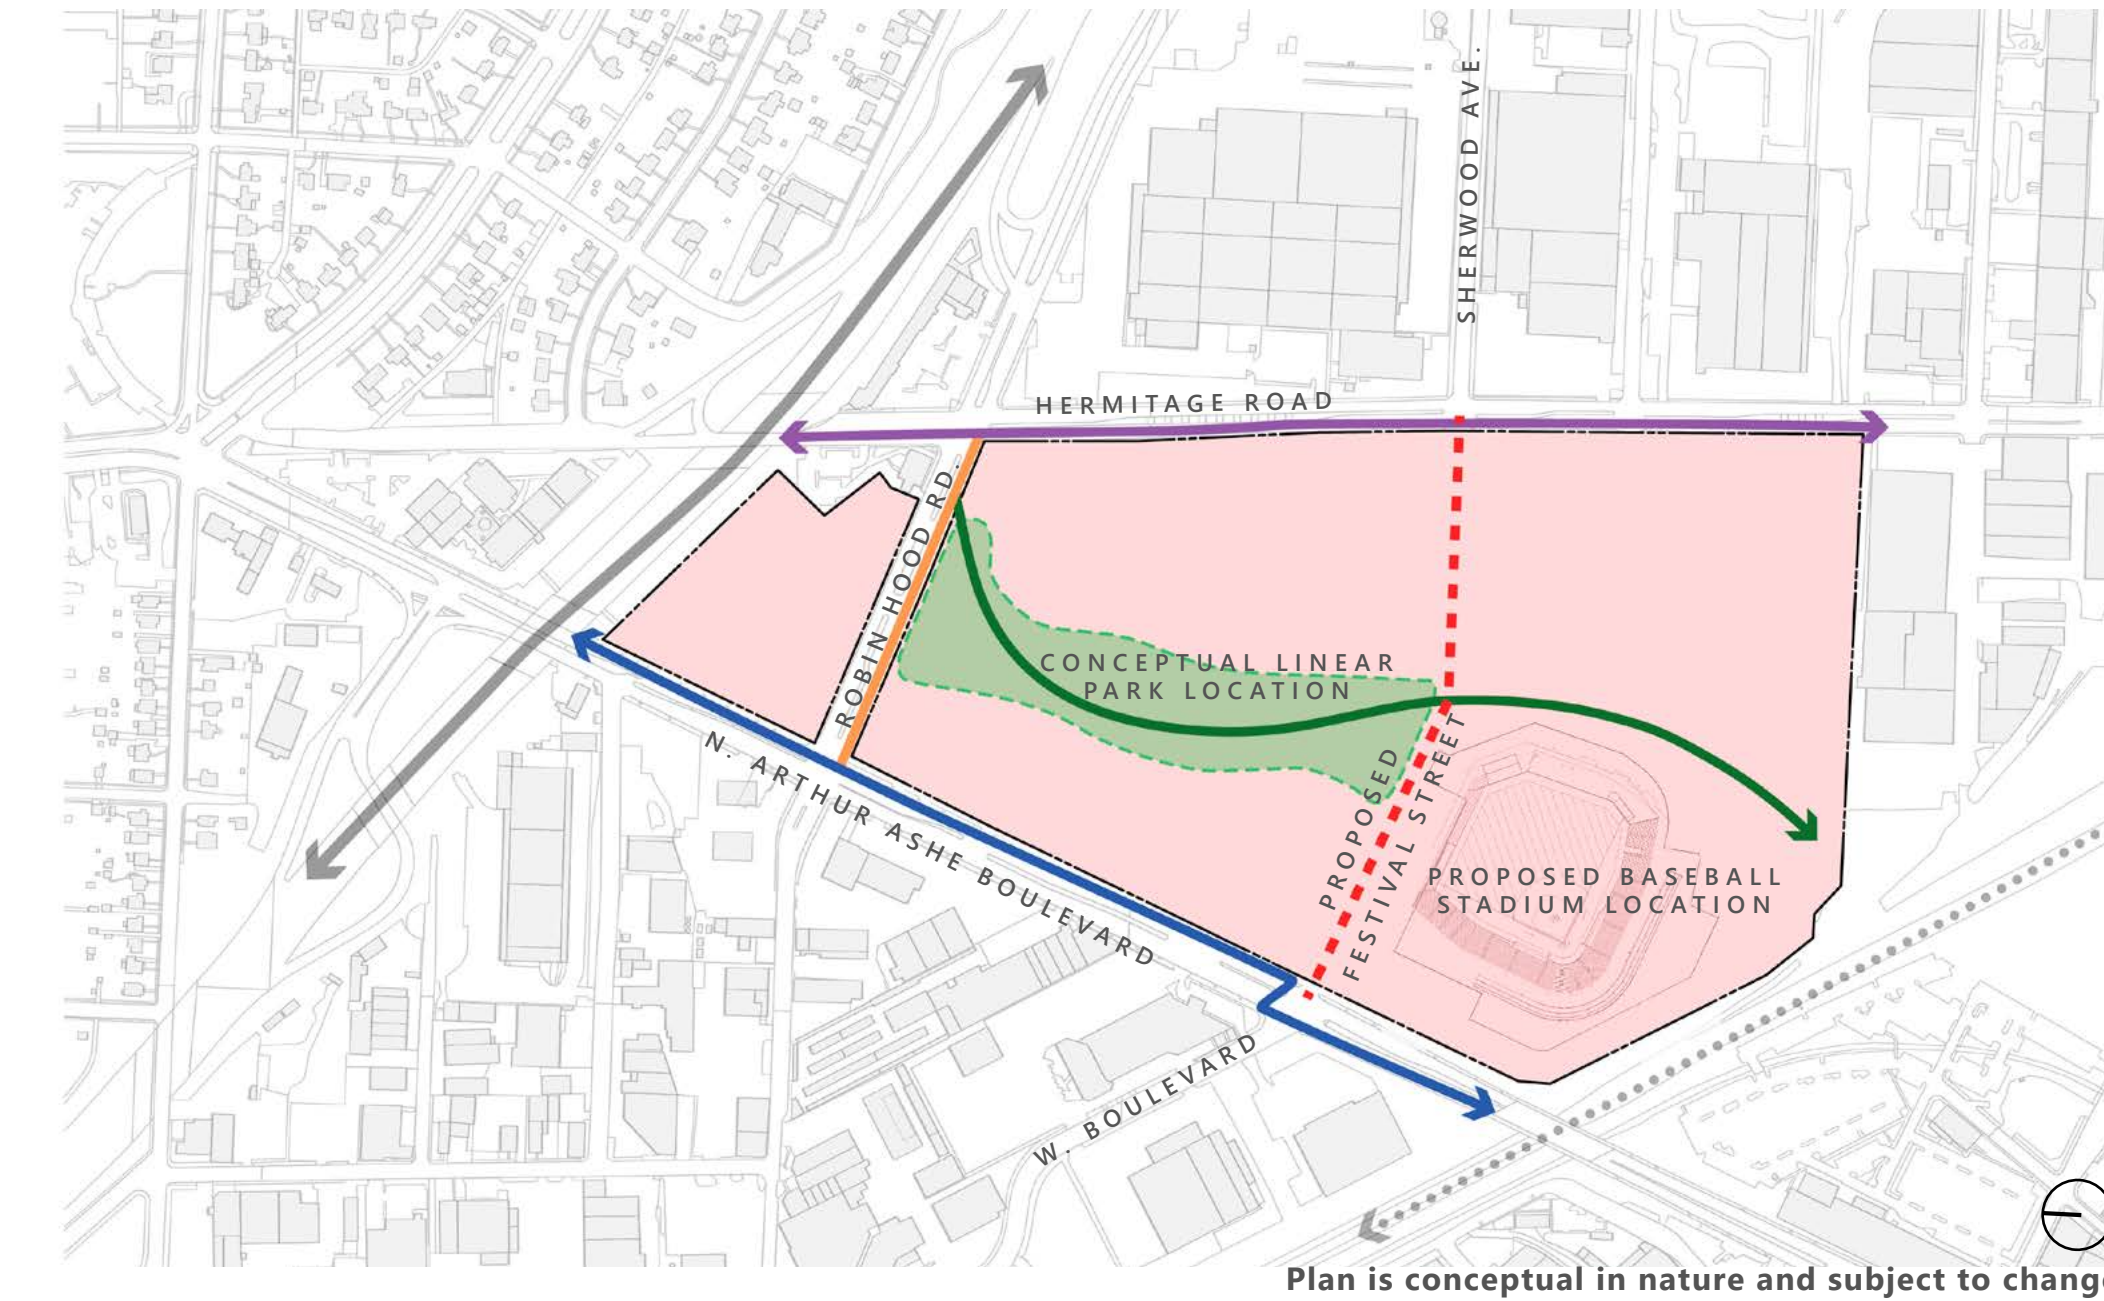 SHERWOOD AVE.
HERMITAGE ROAD
ROBIN HOOD RD.
CONCEPTUAL LINEAR
PARK LOCATION
PROPOSED
FESTIVAL STREET
PROPOSED BASEBALL
STADIUM LOCATION
N. ARTHUR ASHE BOULEVARD
W. BOULEVARD
Plan is conceptual in nature and subject to change